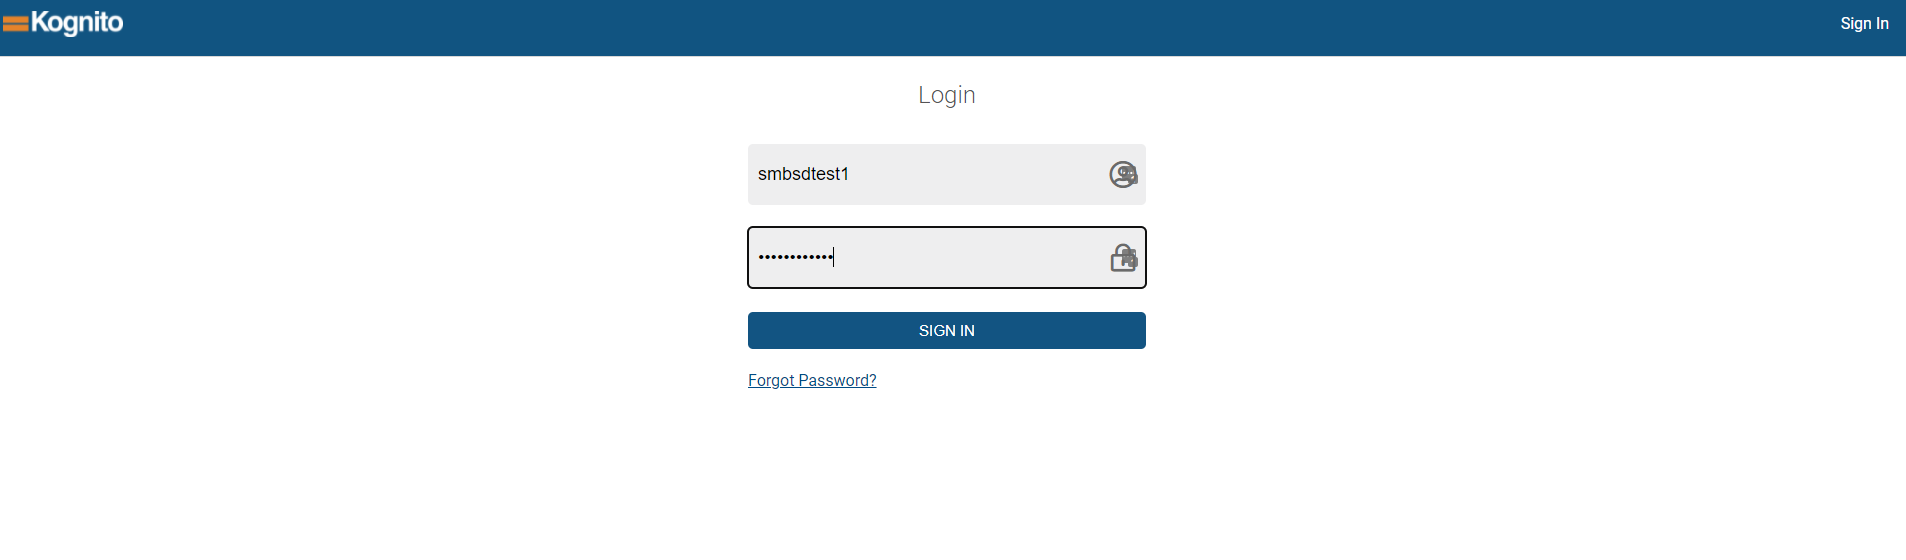 Kognito
Sign In
Login
smbsdtest1
••••••••••••
SIGN IN
Forgot Password?